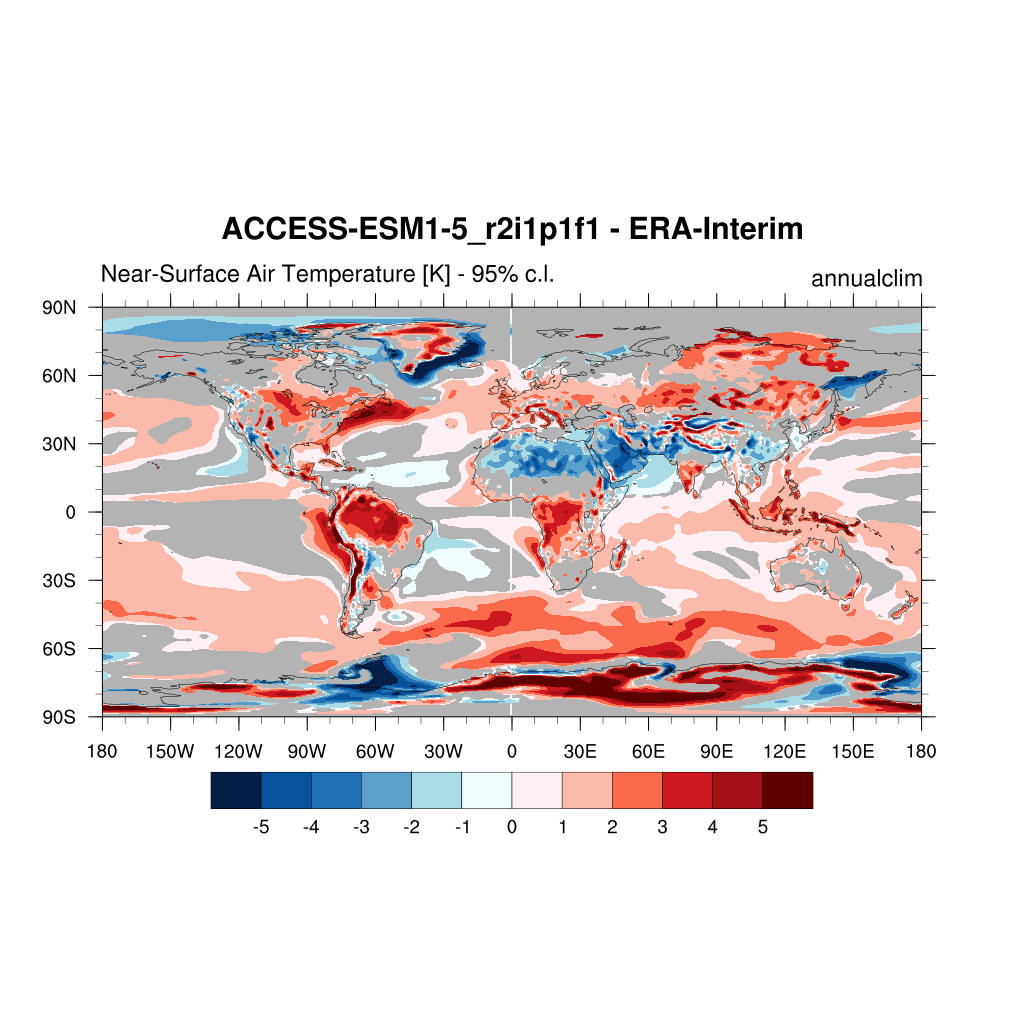 ACCESS-ESM1-5_r2i1p1f1 - ERA-Interim
Near-Surface Air Temperature [K] - 95% c.l.
annualclim
90N
60N
30N
0
30S
60S
90S
180 150W 120W 90W 60W 30W 0 30E 60E 90E 120E 150E 180
-5 -4 -3 -2 -1 0 1 2 3 4 5